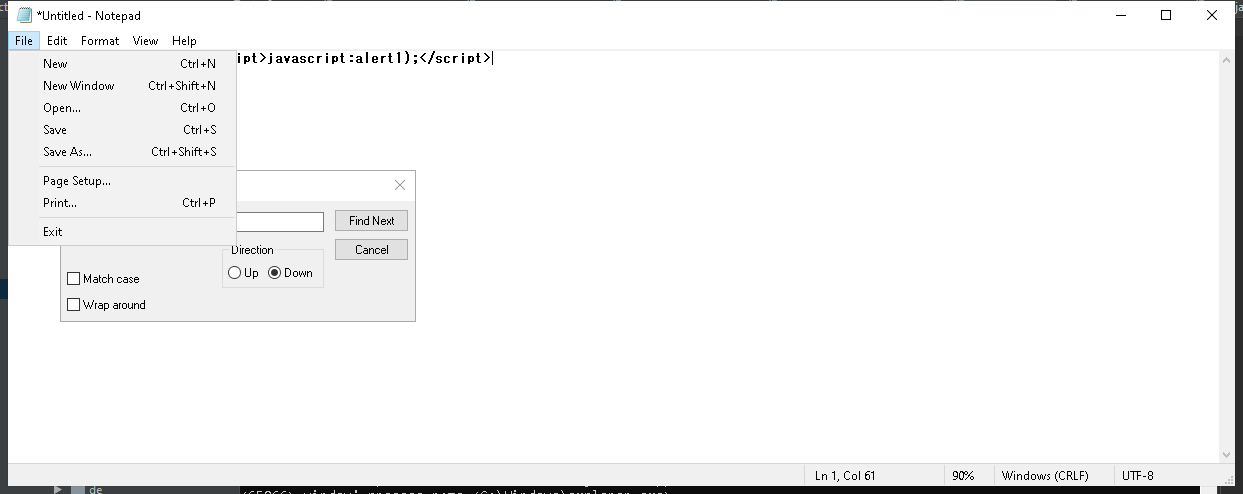 *Untitled - Notepad
File Edit Format View Help
ipt>javascript:alert1);</script>
New Ctrl+N
New Window Ctrl+Shift+N
Open... Ctrl+O
Save Ctrl+S
Save As... Ctrl+Shift+S
Page Setup...
Print... Ctrl+P
Exit
Find Next
Cancel
Direction
Up Down
Match case
Wrap around
Ln 1, Col 61 90% Windows (CRLF) UTF-8
de